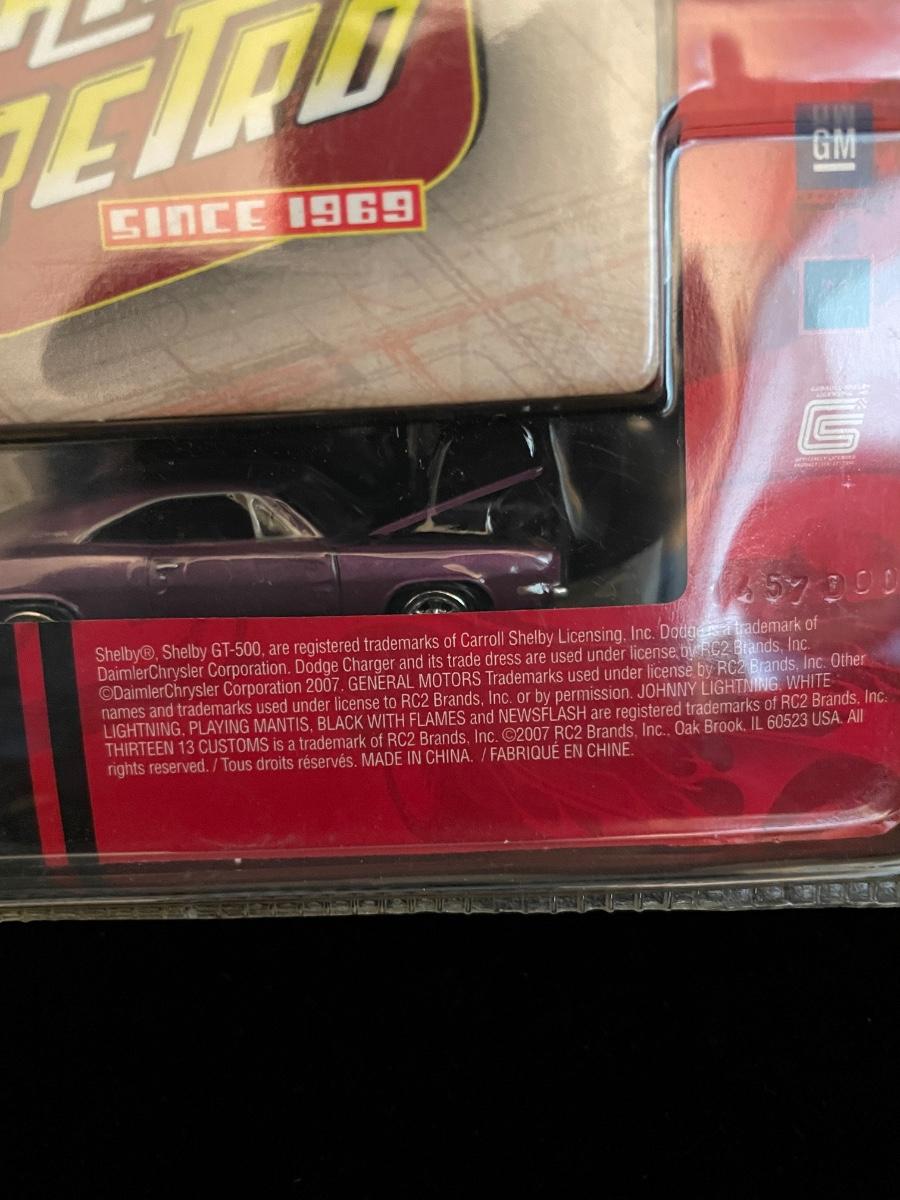 RETRO
SINCE 1969
GM
Shelby®, Shelby GT-500, are registered trademarks of Carroll Shelby Licensing, Inc. Dodge is a trademark of
DaimlerChrysler Corporation. Dodge Charger and its trade dress are used under license by RC2 Brands, Inc.
©DaimlerChrysler Corporation 2007. GENERAL MOTORS Trademarks used under license by RC2 Brands, Inc. Other
names and trademarks used under license to RC2 Brands, Inc. or by permission. JOHNNY LIGHTNING, WHITE
LIGHTNING, PLAYING MANTIS, BLACK WITH FLAMES and NEWSFLASH are registered trademarks of RC2 Brands, Inc.
THIRTEEN 13 CUSTOMS is a trademark of RC2 Brands, Inc. ©2007 RC2 Brands, Inc., Oak Brook, IL 60523 USA. All
rights reserved. / Tous droits réservés. MADE IN CHINA. / FABRIQUÉ EN CHINE.